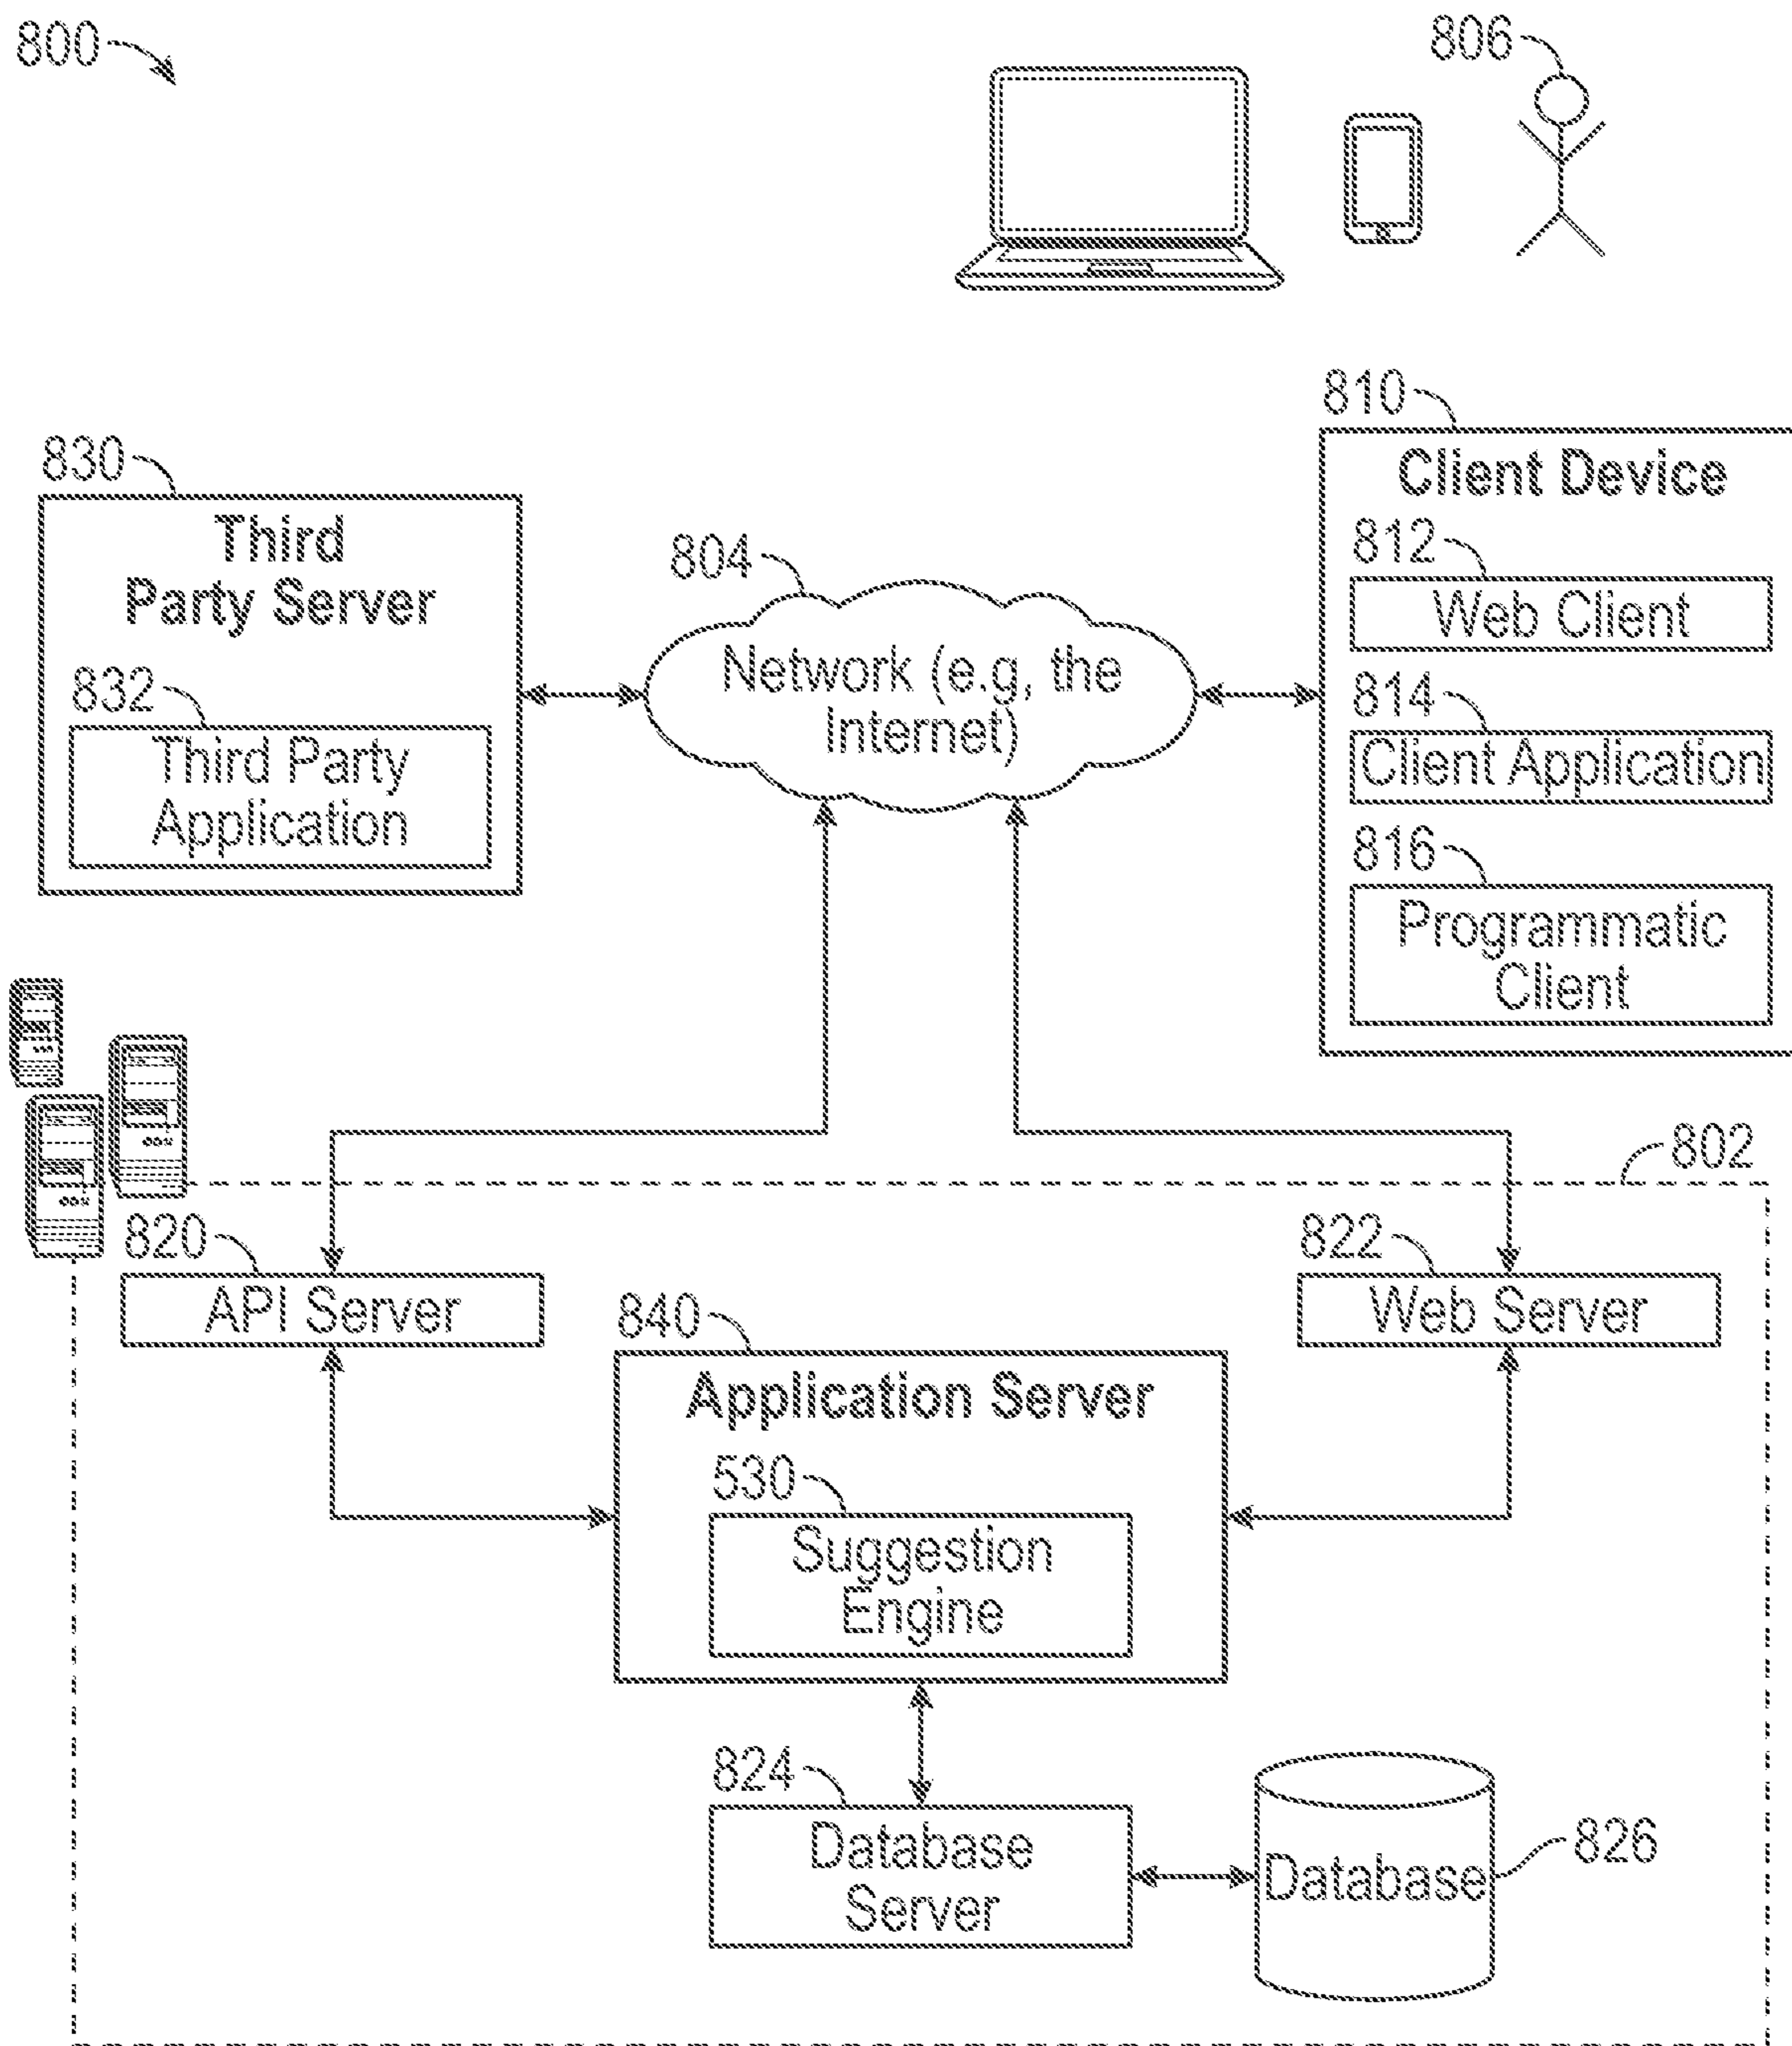 800
806
810
Client Device
812
Web Client
814
Client Application
816
Programmatic
Client
830
Third
Party Server
832
Third Party
Application
804
Network (e.g, the
Internet)
802
820
API Server
822
Web Server
840
Application Server
530
Suggestion
Engine
824
Database
Server
Database
826